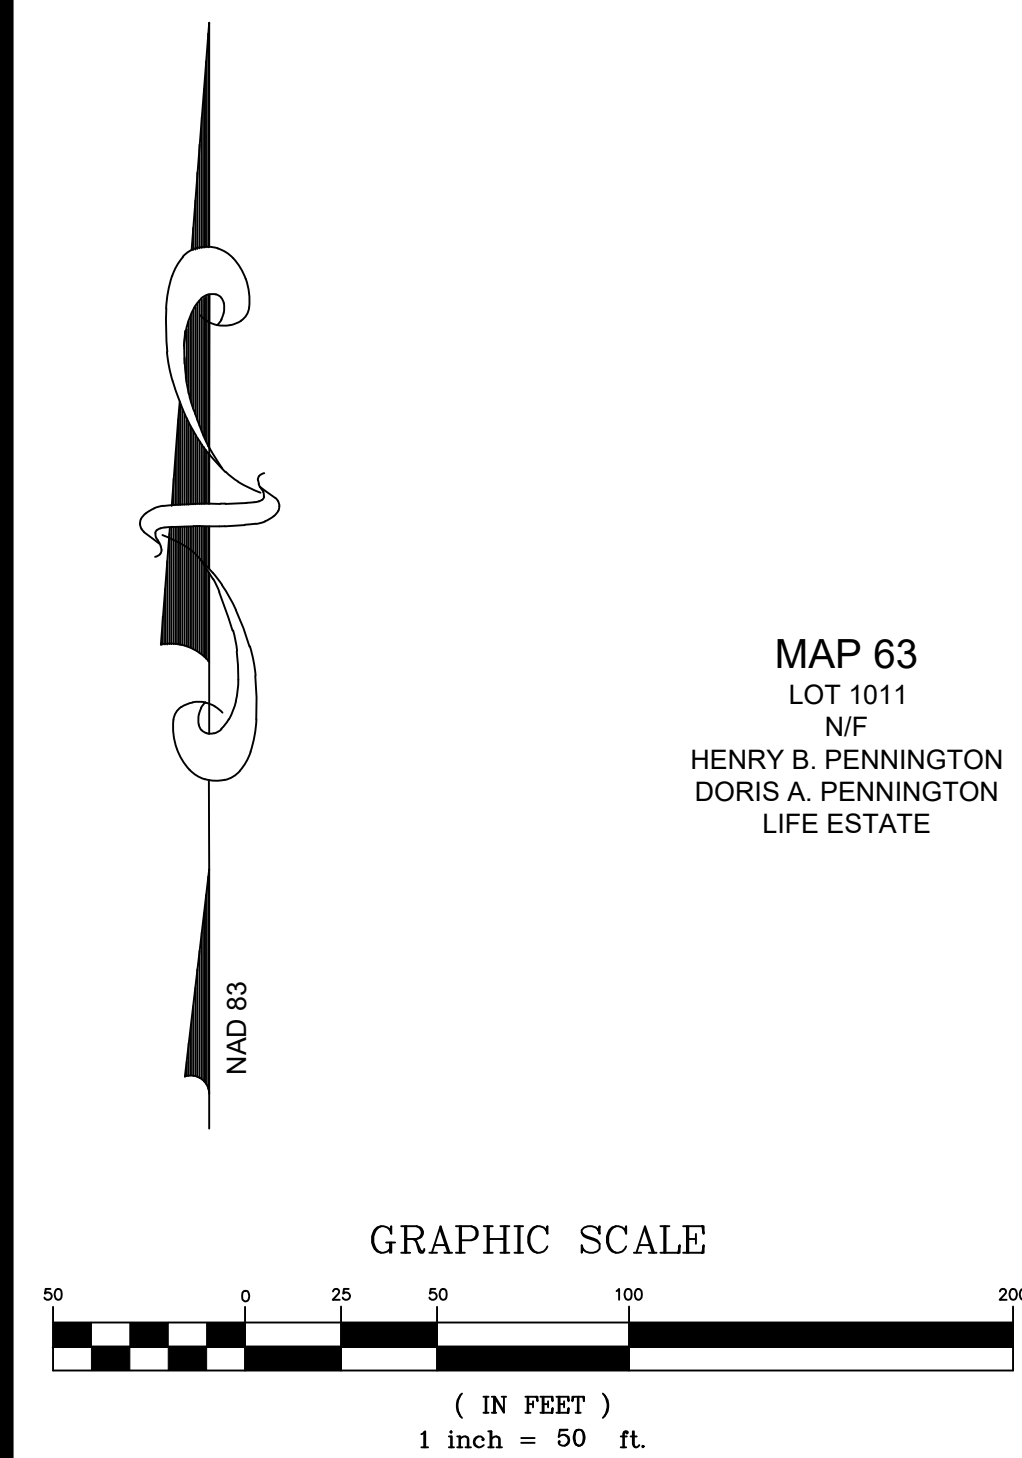 MAP 63
LOT 1011
N/F
HENRY B. PENNINGTON
DORIS A. PENNINGTON
LIFE ESTATE
NAD 83
GRAPHIC SCALE
50 0 25 50 100 200
( IN FEET )
1 inch = 50 ft.